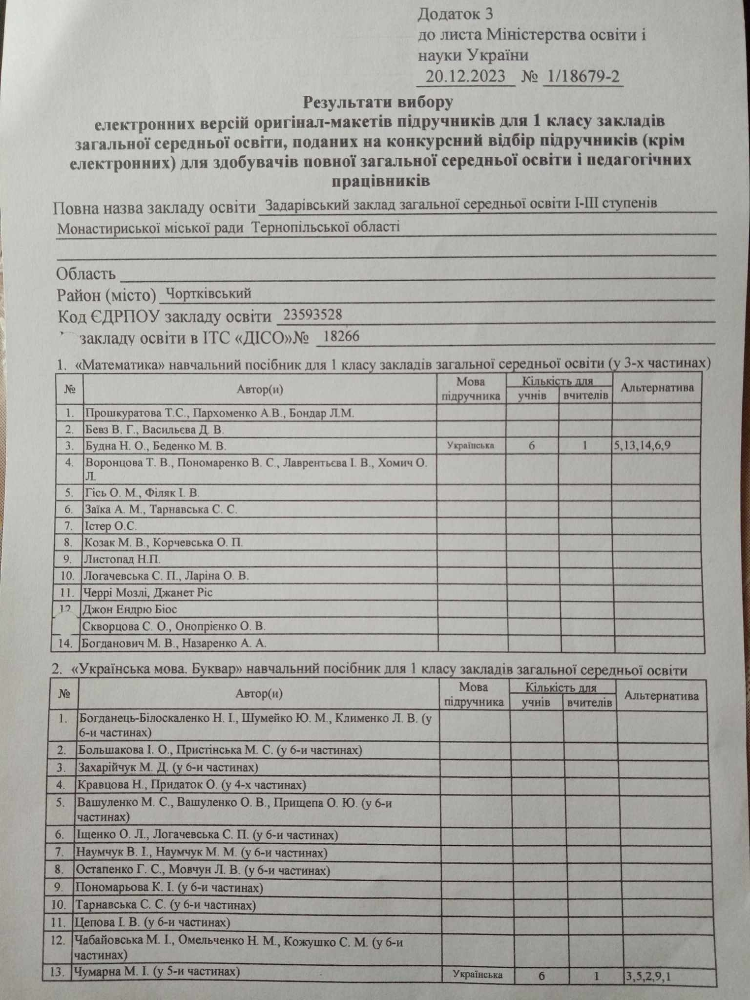 Додаток 3
до листа Міністерства освіти і
науки України
20.12.2023 № 1/18679-2
Результати вибору
електронних версій оригінал-макетів підручників для 1 класу закладів
загальної середньої освіти, поданих на конкурсний відбір підручників (крім
електронних) для здобувачів повної загальної середньої освіти і педагогічних
працівників
Повна назва закладу освіти Задарівський заклад загальної середньої освіти І-ІІІ ступенів
Монастириської міської ради Тернопільської області
Область
Район (місто) Чортківський
Код ЄДРПОУ закладу освіти 23593528
закладу освіти в ІТС «ДІСО»№ 18266
1. «Математика» навчальний посібник для 1 класу закладів загальної середньої освіти (у 3-х частинах)
№ Автор(и) Мова підручника Кількість для учнів вчителів Альтернатива
1. Прошкуратова Т.С., Пархоменко А.В., Бондар Л.М.
2. Бевз В. Г., Васильєва Д. В.
3. Будна Н. О., Беденко М. В. Українська 6 1 5,13,14,6,9
4. Воронцова Т. В., Пономаренко В. С., Лаврентьєва І. В., Хомич О.
Л.
5. Гісь О. М., Філяк І. В.
6. Заїка А. М., Тарнавська С. С.
7. Істер О.С.
8. Козак М. В., Корчевська О. П.
9. Листопад Н.П.
10. Логачевська С. П., Ларіна О. В.
11. Черрі Мозлі, Джанет Ріс
12. Джон Ендрю Біос
Скворцова С. О., Онопрієнко О. В.
14. Богданович М. В., Назаренко А. А.
2. «Українська мова. Буквар» навчальний посібник для 1 класу закладів загальної середньої освіти
№ Автор(и) Мова підручника Кількість для учнів вчителів Альтернатива
1. Богданець-Білоскаленко Н. І., Шумейко Ю. М., Клименко Л. В. (у
6-и частинах)
2. Большакова І. О., Пристінська М. С. (у 6-и частинах)
3. Захарійчук М. Д. (у 6-и частинах)
4. Кравцова Н., Придаток О. (у 4-х частинах)
5. Вашуленко М. С., Вашуленко О. В., Прищепа О. Ю. (у 6-и
частинах)
6. Іщенко О. Л., Логачевська С. П. (у 6-и частинах)
7. Наумчук В. І., Наумчук М. М. (у 6-и частинах)
8. Остапенко Г. С., Мовчун Л. В. (у 6-и частинах)
9. Пономарьова К. І. (у 6-и частинах)
10. Тарнавська С. С. (у 6-и частинах)
11. Цепова І. В. (у 6-и частинах)
12. Чабайовська М. І., Омельченко Н. М., Кожушко С. М. (у 6-и
частинах)
13. Чумарна М. І. (у 5-и частинах) Українська 6 1 3,5,2,9,1